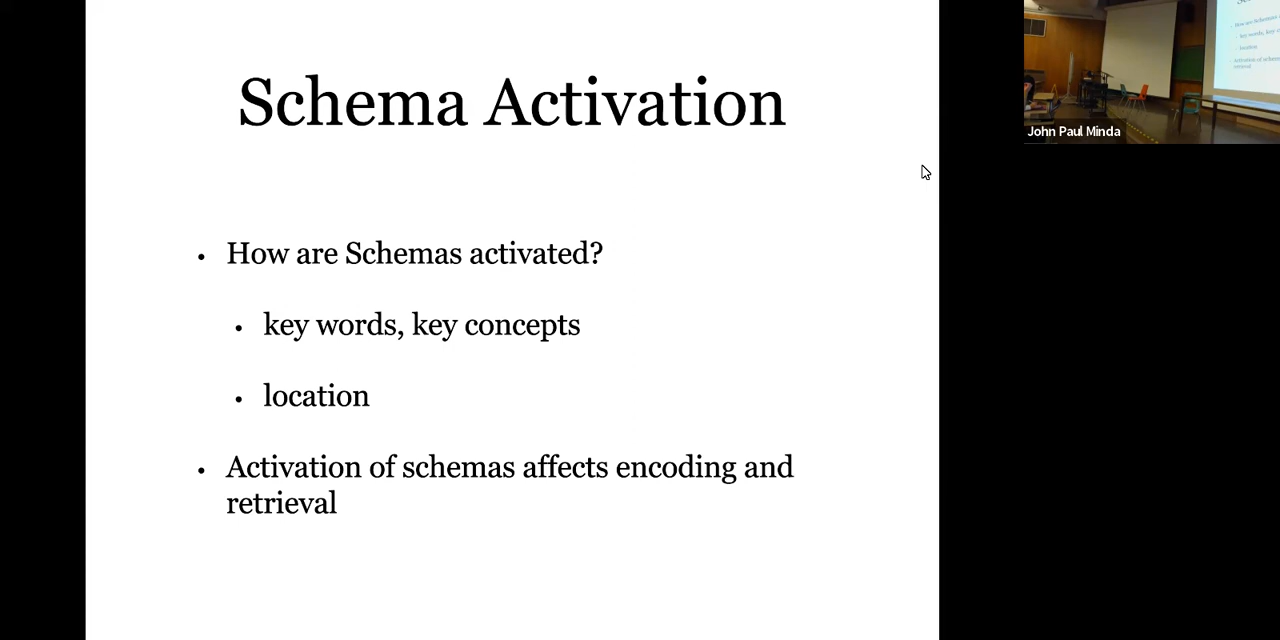 Schema Activation
• How are Schemas activated?
• key words, key concepts
• location
• Activation of schemas affects encoding and
retrieval
John Paul Minda